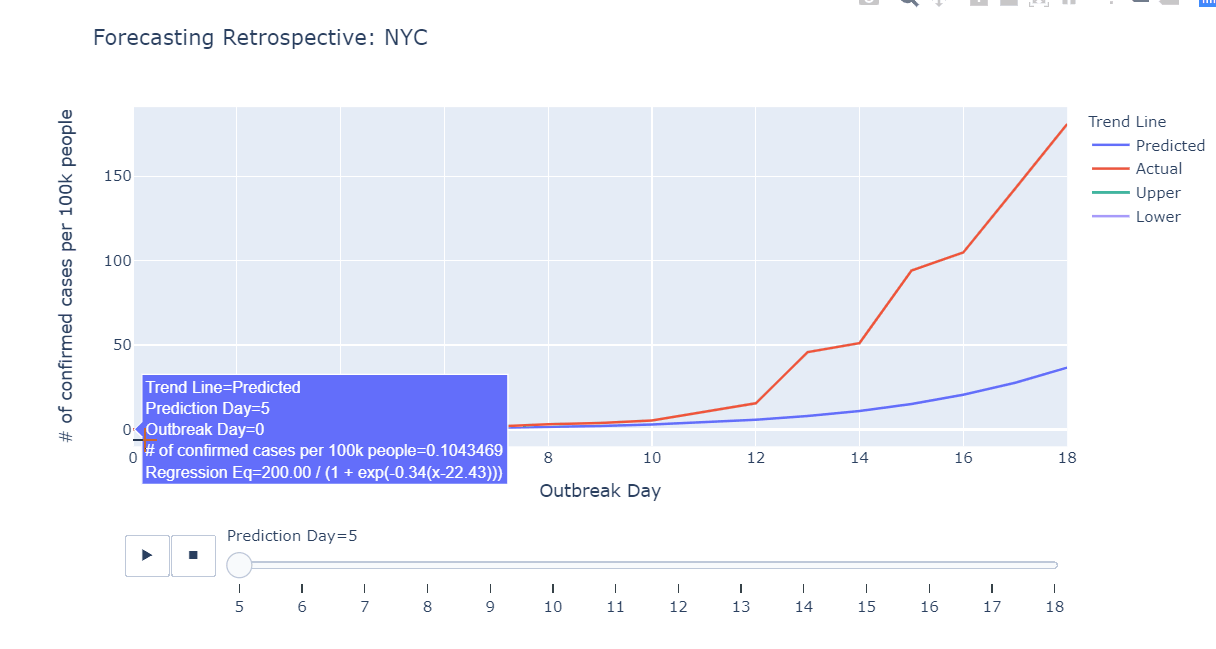 Forecasting Retrospective: NYC
# of confirmed cases per 100k people
150
100
50
0
Trend Line
Predicted
Actual
Upper
Lower
Trend Line=Predicted
Prediction Day=5
Outbreak Day=0
# of confirmed cases per 100k people=0.1043469
Regression Eq=200.00 / (1 + exp(-0.34(x-22.43)))
0 8 10 12 14 16 18
Outbreak Day
Prediction Day=5
5 6 7 8 9 10 11 12 13 14 15 16 17 18